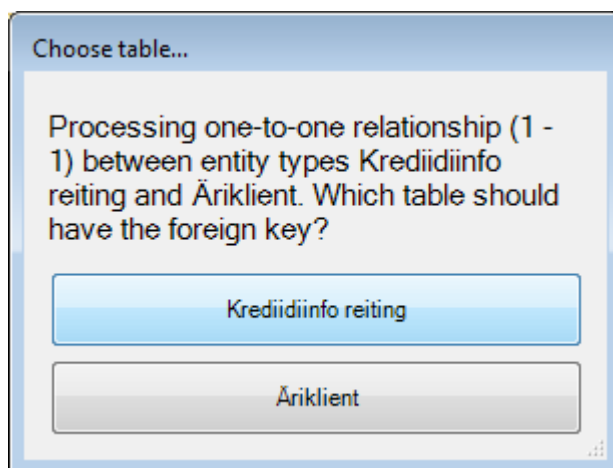 Choose table...
Processing one-to-one relationship (1 -
1) between entity types Krediidiinfo
reiting and Äriklient. Which table should
have the foreign key?
Krediidiinfo reiting
Äriklient